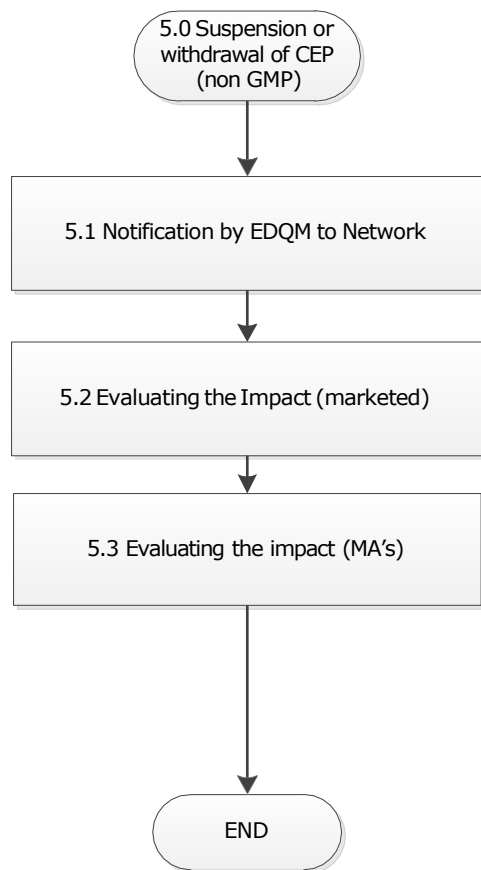 5.0 Suspension or
withdrawal of CEP
(non GMP)
5.1 Notification by EDQM to Network
5.2 Evaluating the Impact (marketed)
5.3 Evaluating the impact (MA’s)
END